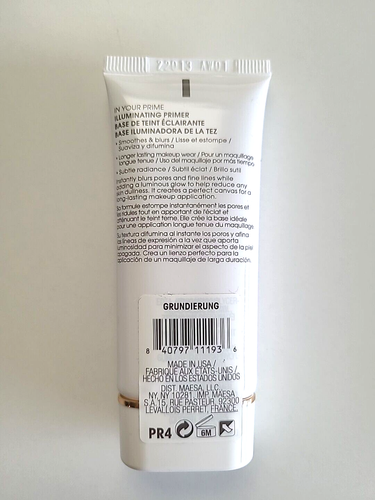 IN YOUR PRIME
ILLUMINATING PRIMER
BASE DE TEINT ÉCLAIRANTE
BASE ILUMINADORA DE LA TEZ
• Smoothes & blurs / Lisse et estompe /
Suaviza y difumina
• Longer lasting makeup wear / Pour un maquillage
longue tenue / Uso del maquillaje por más tiempo
• Subtle radiance / Subtil éclat / Brillo sutil
Instantly blurs pores and fine lines while
adding a luminous glow to help reduce any
skin dullness. It creates a perfect canvas for a
long-lasting makeup application.
formule estompe instantanément les pores et
ridules tout en apportant de l'éclat et
atténuant le teint terne. Elle crée la base idéale
pour une application longue tenue du maquillage.
Su textura difumina al instante los poros y afina
las líneas de expresión a la vez que aporta
luminosidad para minimizar el aspecto de la piel
apagada. Crea un lienzo perfecto para la
aplicación de un maquillaje de larga duración.
GRUNDIERUNG
8 40797 11193 6
MADE IN USA /
FABRIQUÉ AUX ÉTATS-UNIS /
HECHO EN LOS ESTADOS UNIDOS
DIST. MAESA, LLC,
NY, NY 10281, IMP. MAESA
S.A 15, RUE PASTEUR, 92300
LEVALLOIS PERRET, FRANCE.
PR4 6M